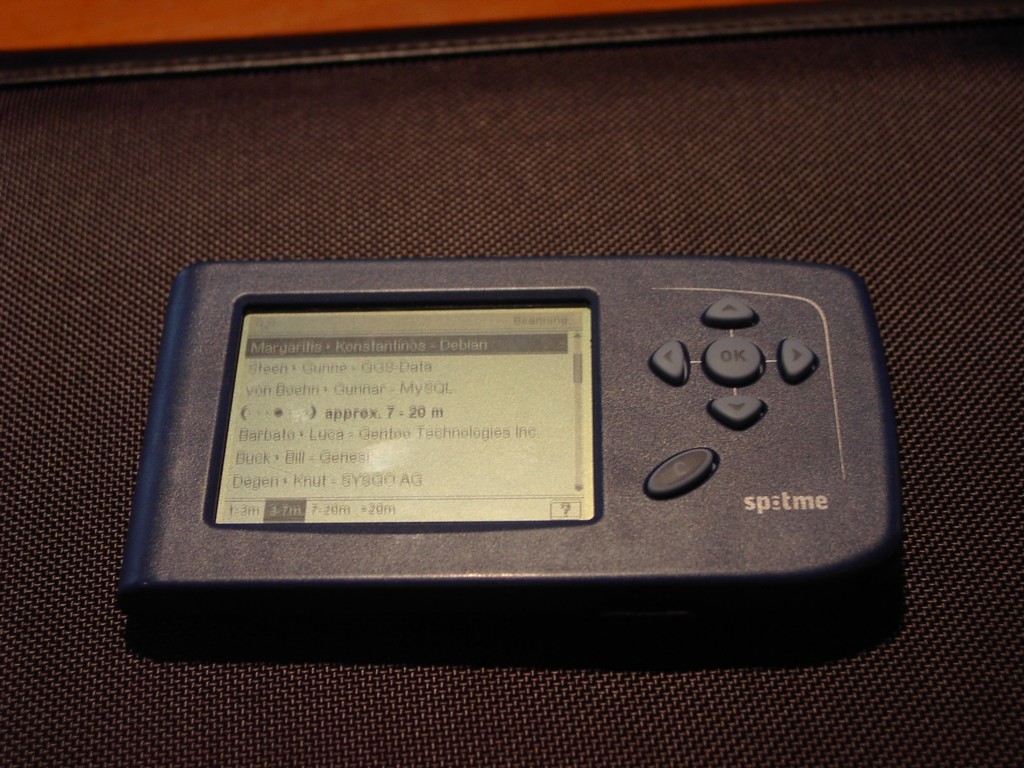 Scanning
Margaritis, Konstantinos - Debian
Steen, Gunne - GGS-Data
von Boehn, Gunnar - MySQL
approx. 7 - 20 m
Barbato, Luca - Gentoo Technologies Inc
Buck, Bill - Genesi
Degen, Knut - SYSGO AG
1-3m 3-7m 7-20m >20m ?
OK
C
spotme